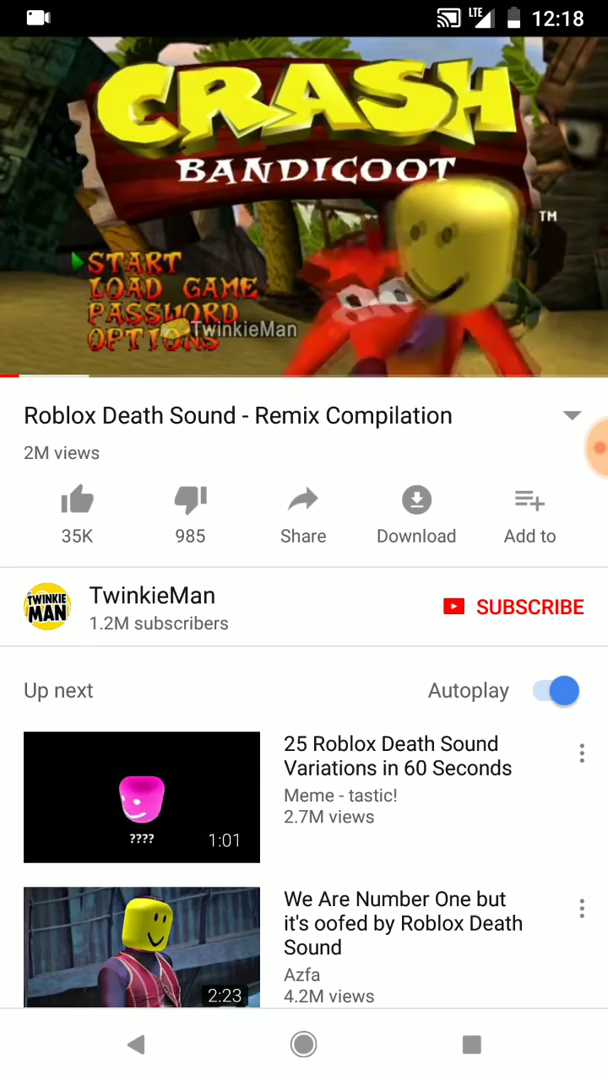 LTE 12:18
CRASH
BANDICOOT
TM
START
LOAD GAME
PASSWORD
OPTIONS
TwinkieMan
Roblox Death Sound - Remix Compilation
2M views
35K
985
Share
Download
Add to
TWINKIE
MAN
TwinkieMan
1.2M subscribers
SUBSCRIBE
Up next
Autoplay
????
1:01
25 Roblox Death Sound
Variations in 60 Seconds
Meme - tastic!
2.7M views
2:23
We Are Number One but
it's oofed by Roblox Death
Sound
Azfa
4.2M views